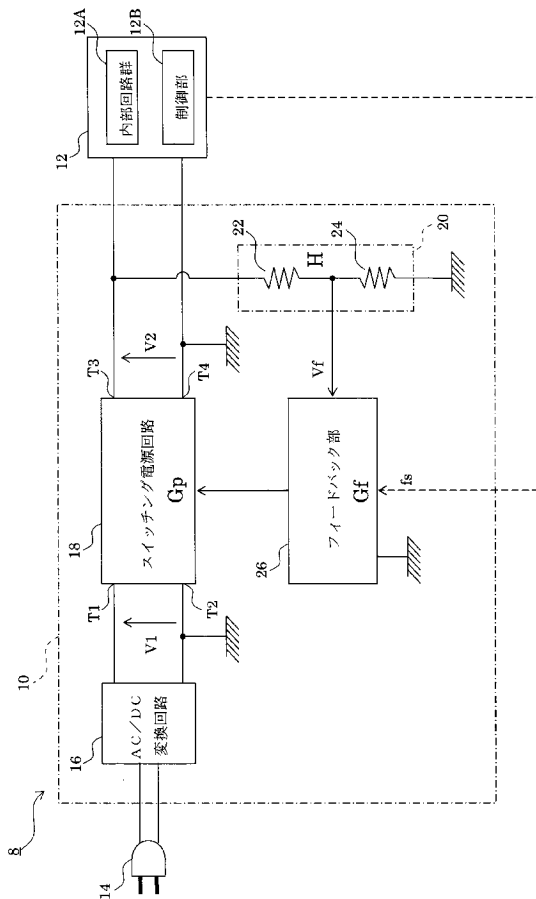 8
10
14
16
AC/DC
変換回路
V1
T1
T2
18
スイッチング電源回路
Gp
T3
T4
V2
12
12A
内部回路群
12B
制御部
22
H
24
20
Vf
26
フィードバック部
Gf
fs